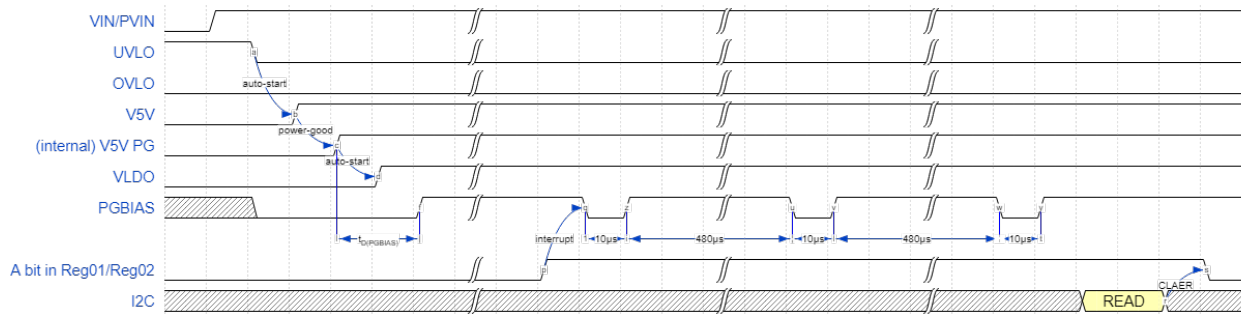 VIN/PVIN
UVLO
a
auto-start
OVLO
V5V
b
power-good
(internal) V5V PG
c
auto-start
VLDO
d
PGBIAS
q
z
u
v
w
y
tD(PGBIAS)
interrupt
10µs
480µs
10µs
480µs
10µs
A bit in Reg01/Reg02
p
s
CLAER
I2C
READ